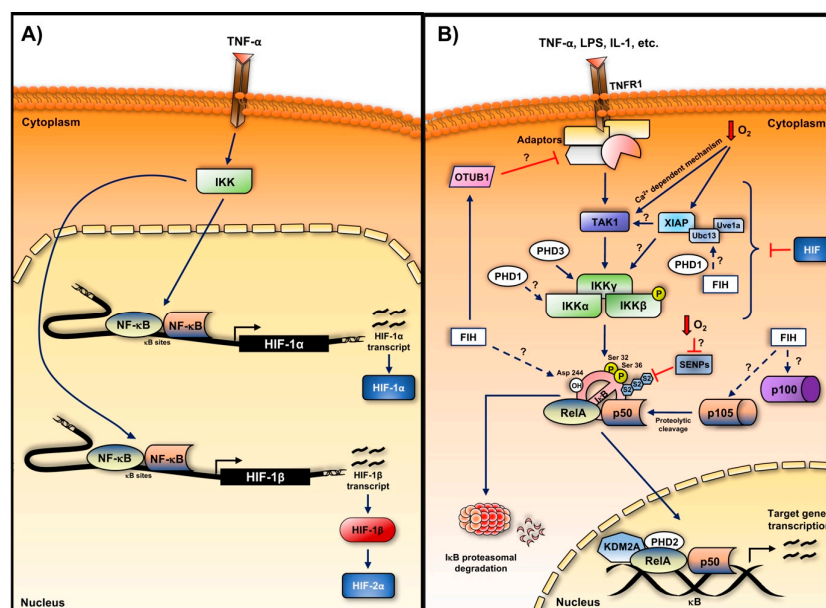 A)
TNF-α
Cytoplasm
IKK
NF-κB
NF-κB
κB sites
HIF-1α
HIF-1α
transcript
HIF-1α
NF-κB
NF-κB
κB sites
HIF-1β
HIF-1β
transcript
HIF-1β
HIF-2α
Nucleus
B)
TNF-α, LPS, IL-1, etc.
TNFR1
Cytoplasm
O2
Adaptors
?
OTUB1
Ca2+ dependent mechanism
TAK1
?
XIAP
Ubc13
Uve1a
?
?
HIF
PHD3
PHD1
?
PHD1
FIH
IKKγ
IKKα
IKKβ
P
O2
?
FIH
?
Asp 244
OH
Ser 32
Ser 36
P
P
S2
S2
S2
SENPs
FIH
?
?
IκB
RelA
p50
Proteolytic
cleavage
p105
p100
IκB proteasomal
degradation
KDM2A
PHD2
RelA
p50
κB
Target gene
transcription
Nucleus